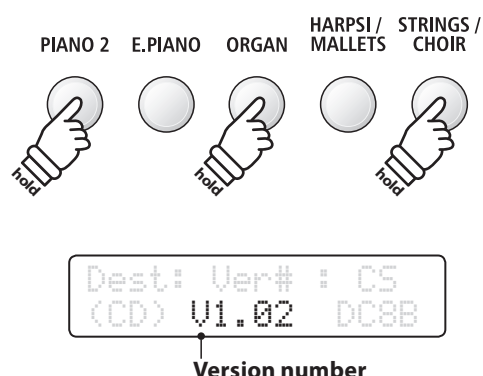 PIANO 2 E.PIANO ORGAN HARPSI / MALLETS STRINGS / CHOIR
hold hold hold
Dest: Ver# : CS
(CD) V1.02 DC8B
Version number